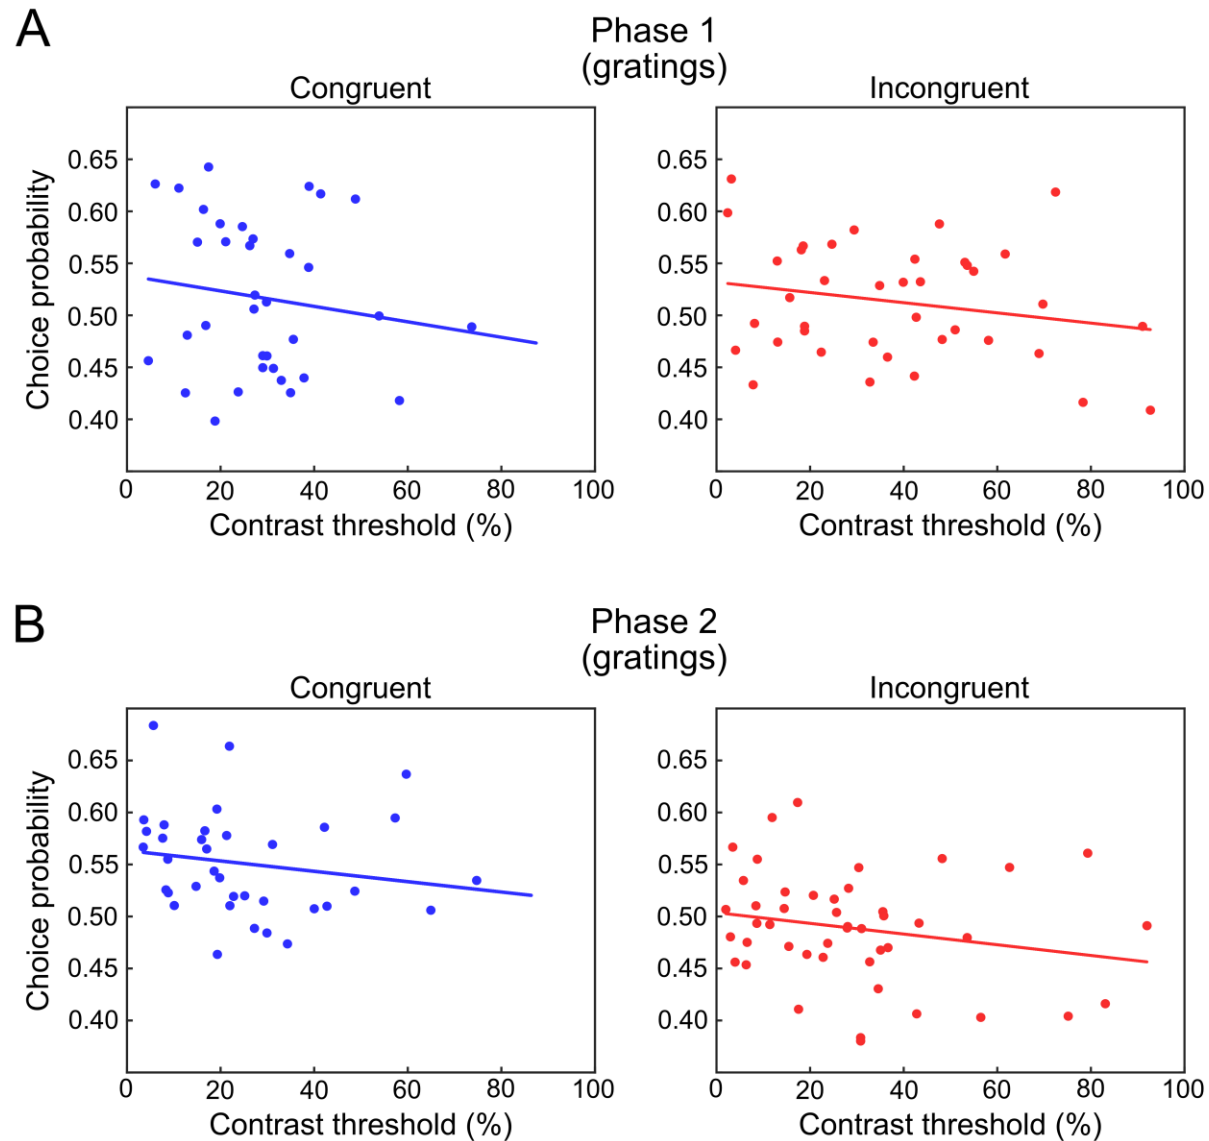 A
Phase 1
(gratings)
Congruent
Incongruent
Choice probability
0.65
0.60
0.55
0.50
0.45
0.40
0 20 40 60 80 100
Contrast threshold (%)
0.65
0.60
0.55
0.50
0.45
0.40
0 20 40 60 80 100
Contrast threshold (%)
B
Phase 2
(gratings)
Congruent
Incongruent
Choice probability
0.65
0.60
0.55
0.50
0.45
0.40
0 20 40 60 80 100
Contrast threshold (%)
0.65
0.60
0.55
0.50
0.45
0.40
0 20 40 60 80 100
Contrast threshold (%)